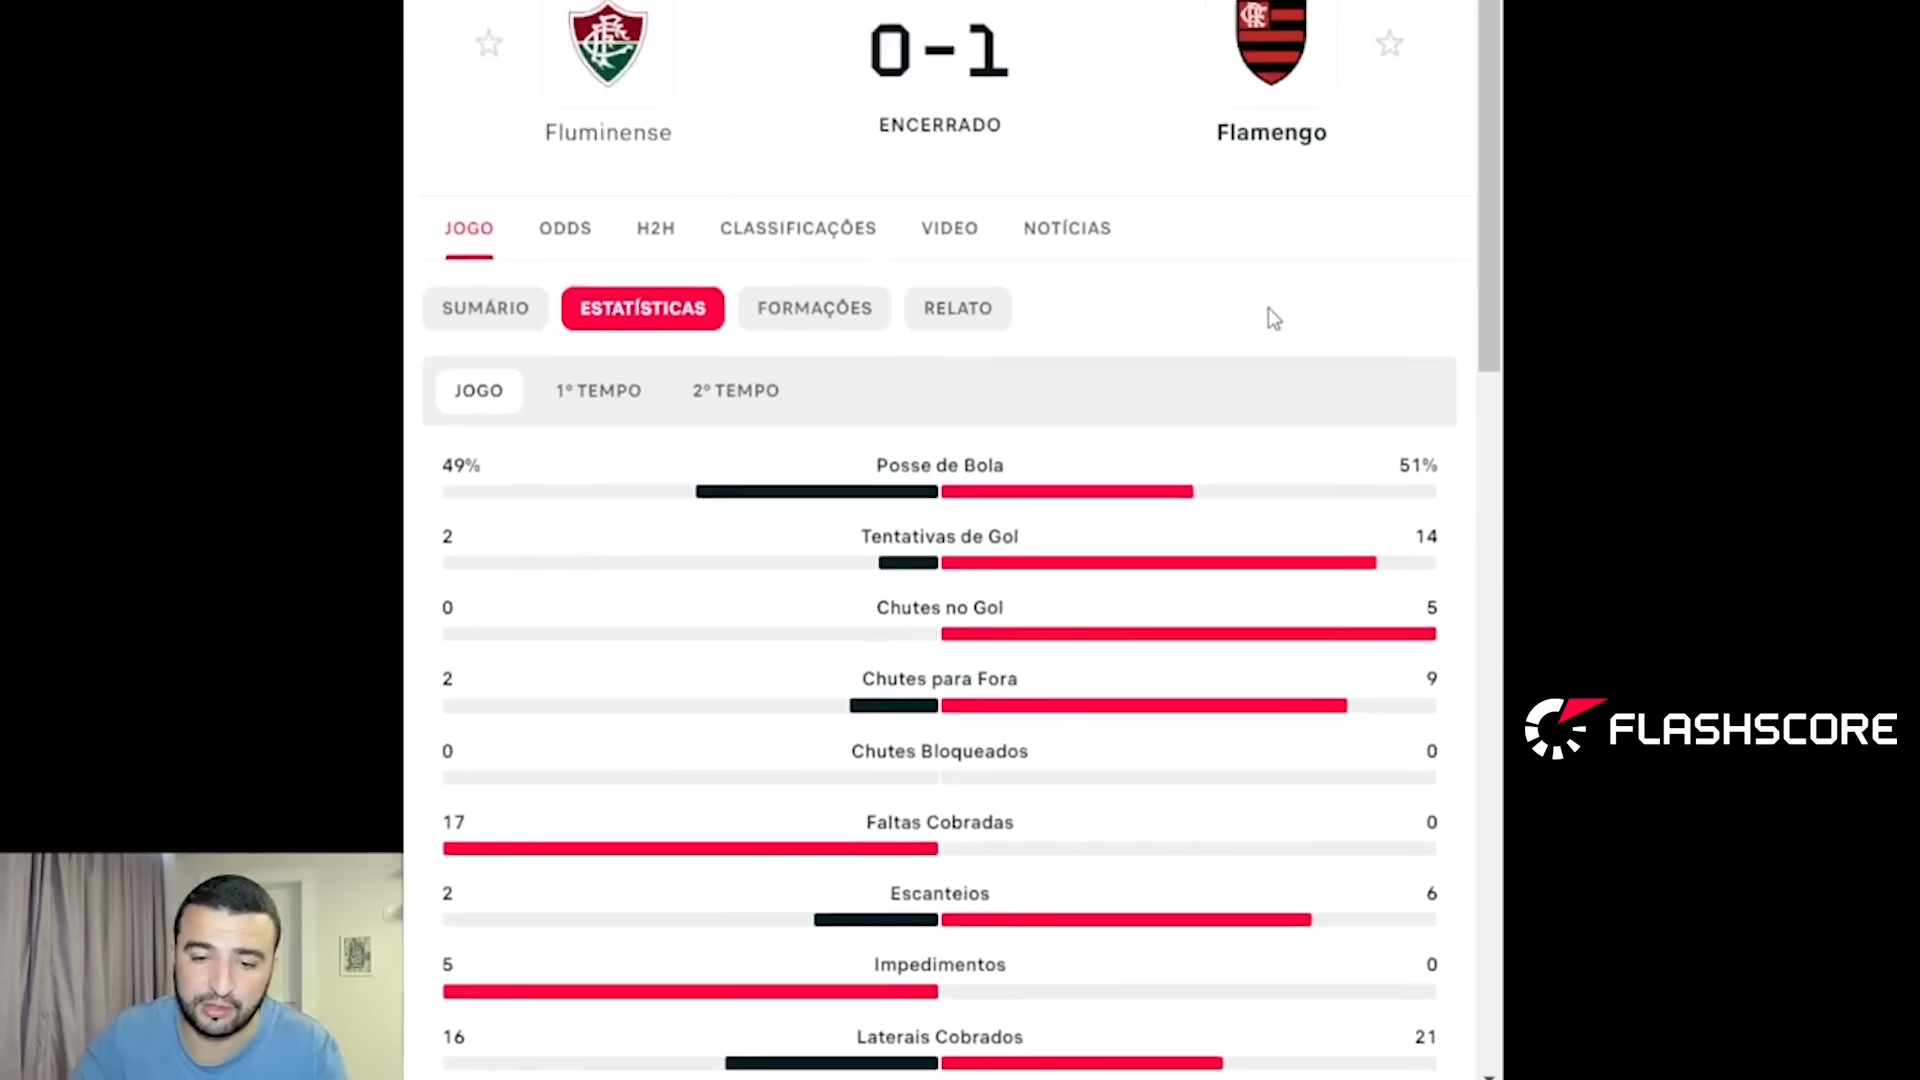 0-1
ENCERRADO
Fluminense
Flamengo
JOGO ODDS H2H CLASSIFICAÇÕES VIDEO NOTÍCIAS
SUMÁRIO ESTATÍSTICAS FORMAÇÕES RELATO
JOGO 1º TEMPO 2º TEMPO
49% Posse de Bola 51%
2 Tentativas de Gol 14
0 Chutes no Gol 5
2 Chutes para Fora 9
0 Chutes Bloqueados 0
17 Faltas Cobradas 0
2 Escanteios 6
5 Impedimentos 0
16 Laterais Cobrados 21
FLASHSCORE